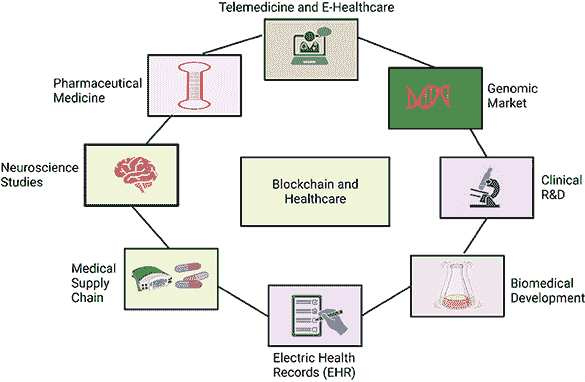 Telemedicine and E-Healthcare
Pharmaceutical
Medicine
Genomic
Market
Neuroscience
Studies
Blockchain and
Healthcare
Clinical
R&D
Medical
Supply
Chain
Biomedical
Development
Electric Health
Records (EHR)